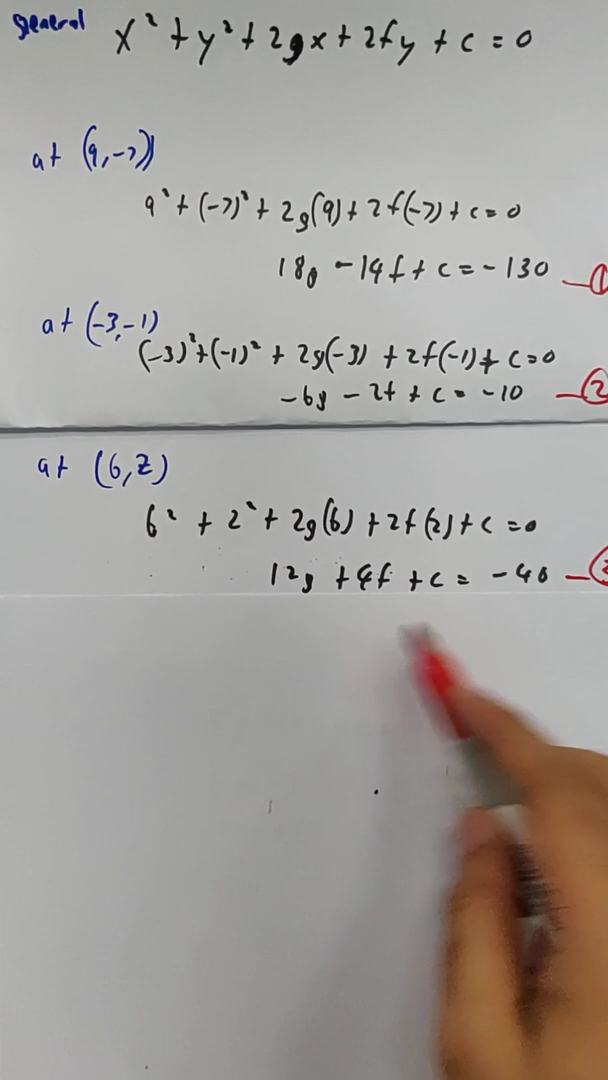 general x² + y² + 2gx + 2fy + c = 0
at (9,-7)
9² + (-7)² + 2g(9) + 2f(-7) + c = 0
18g - 14f + c = -130 —①
at (-3,-1)
(-3)² + (-1)² + 2g(-3) + 2f(-1) + c = 0
-6g - 2f + c = -10 —②
at (6,2)
6² + 2² + 2g(6) + 2f(2) + c = 0
12g + 4f + c = -40 —③